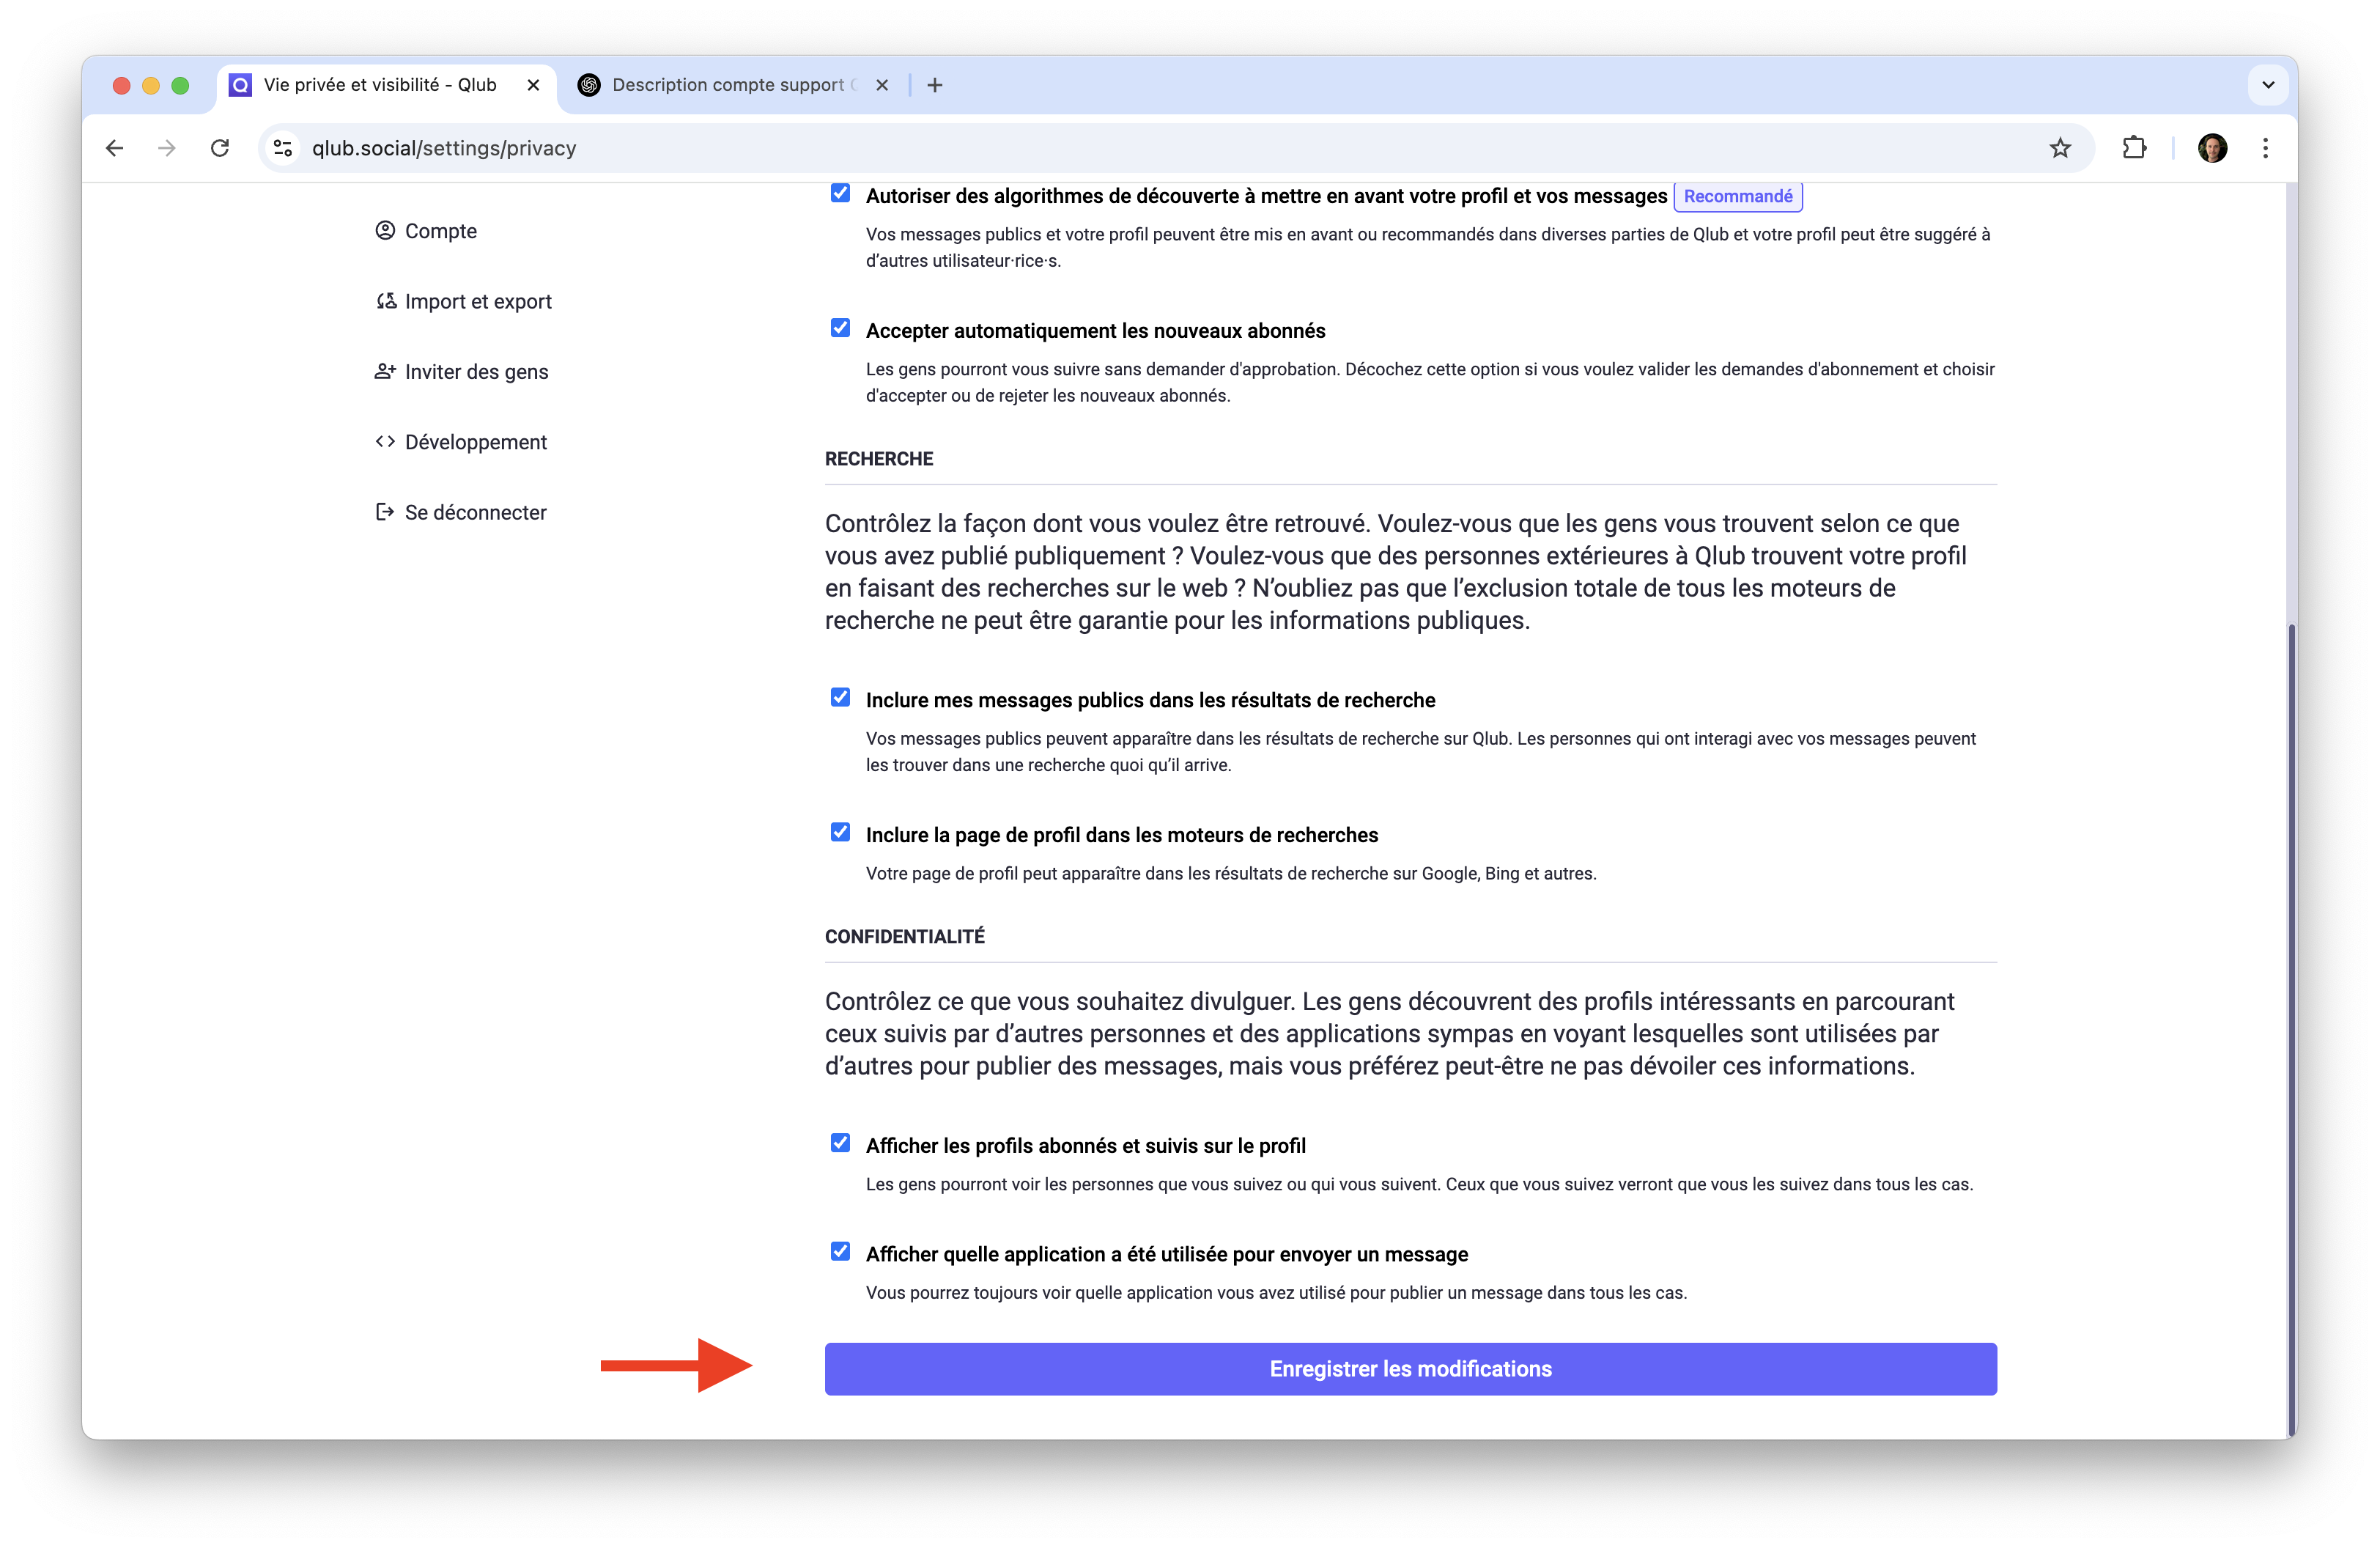 Vie privée et visibilité - Qlub
Description compte support
qlub.social/settings/privacy
Compte
Import et export
Inviter des gens
Développement
Se déconnecter
Autoriser des algorithmes de découverte à mettre en avant votre profil et vos messages Recommandé
Vos messages publics et votre profil peuvent être mis en avant ou recommandés dans diverses parties de Qlub et votre profil peut être suggéré à
d’autres utilisateur·rice·s.
Accepter automatiquement les nouveaux abonnés
Les gens pourront vous suivre sans demander d'approbation. Décochez cette option si vous voulez valider les demandes d'abonnement et choisir
d'accepter ou de rejeter les nouveaux abonnés.
RECHERCHE
Contrôlez la façon dont vous voulez être retrouvé. Voulez-vous que les gens vous trouvent selon ce que
vous avez publié publiquement ? Voulez-vous que des personnes extérieures à Qlub trouvent votre profil
en faisant des recherches sur le web ? N’oubliez pas que l’exclusion totale de tous les moteurs de
recherche ne peut être garantie pour les informations publiques.
Inclure mes messages publics dans les résultats de recherche
Vos messages publics peuvent apparaître dans les résultats de recherche sur Qlub. Les personnes qui ont interagi avec vos messages peuvent
les trouver dans une recherche quoi qu’il arrive.
Inclure la page de profil dans les moteurs de recherches
Votre page de profil peut apparaître dans les résultats de recherche sur Google, Bing et autres.
CONFIDENTIALITÉ
Contrôlez ce que vous souhaitez divulguer. Les gens découvrent des profils intéressants en parcourant
ceux suivis par d’autres personnes et des applications sympas en voyant lesquelles sont utilisées par
d’autres pour publier des messages, mais vous préférez peut-être ne pas dévoiler ces informations.
Afficher les profils abonnés et suivis sur le profil
Les gens pourront voir les personnes que vous suivez ou qui vous suivent. Ceux que vous suivez verront que vous les suivez dans tous les cas.
Afficher quelle application a été utilisée pour envoyer un message
Vous pourrez toujours voir quelle application vous avez utilisé pour publier un message dans tous les cas.
Enregistrer les modifications